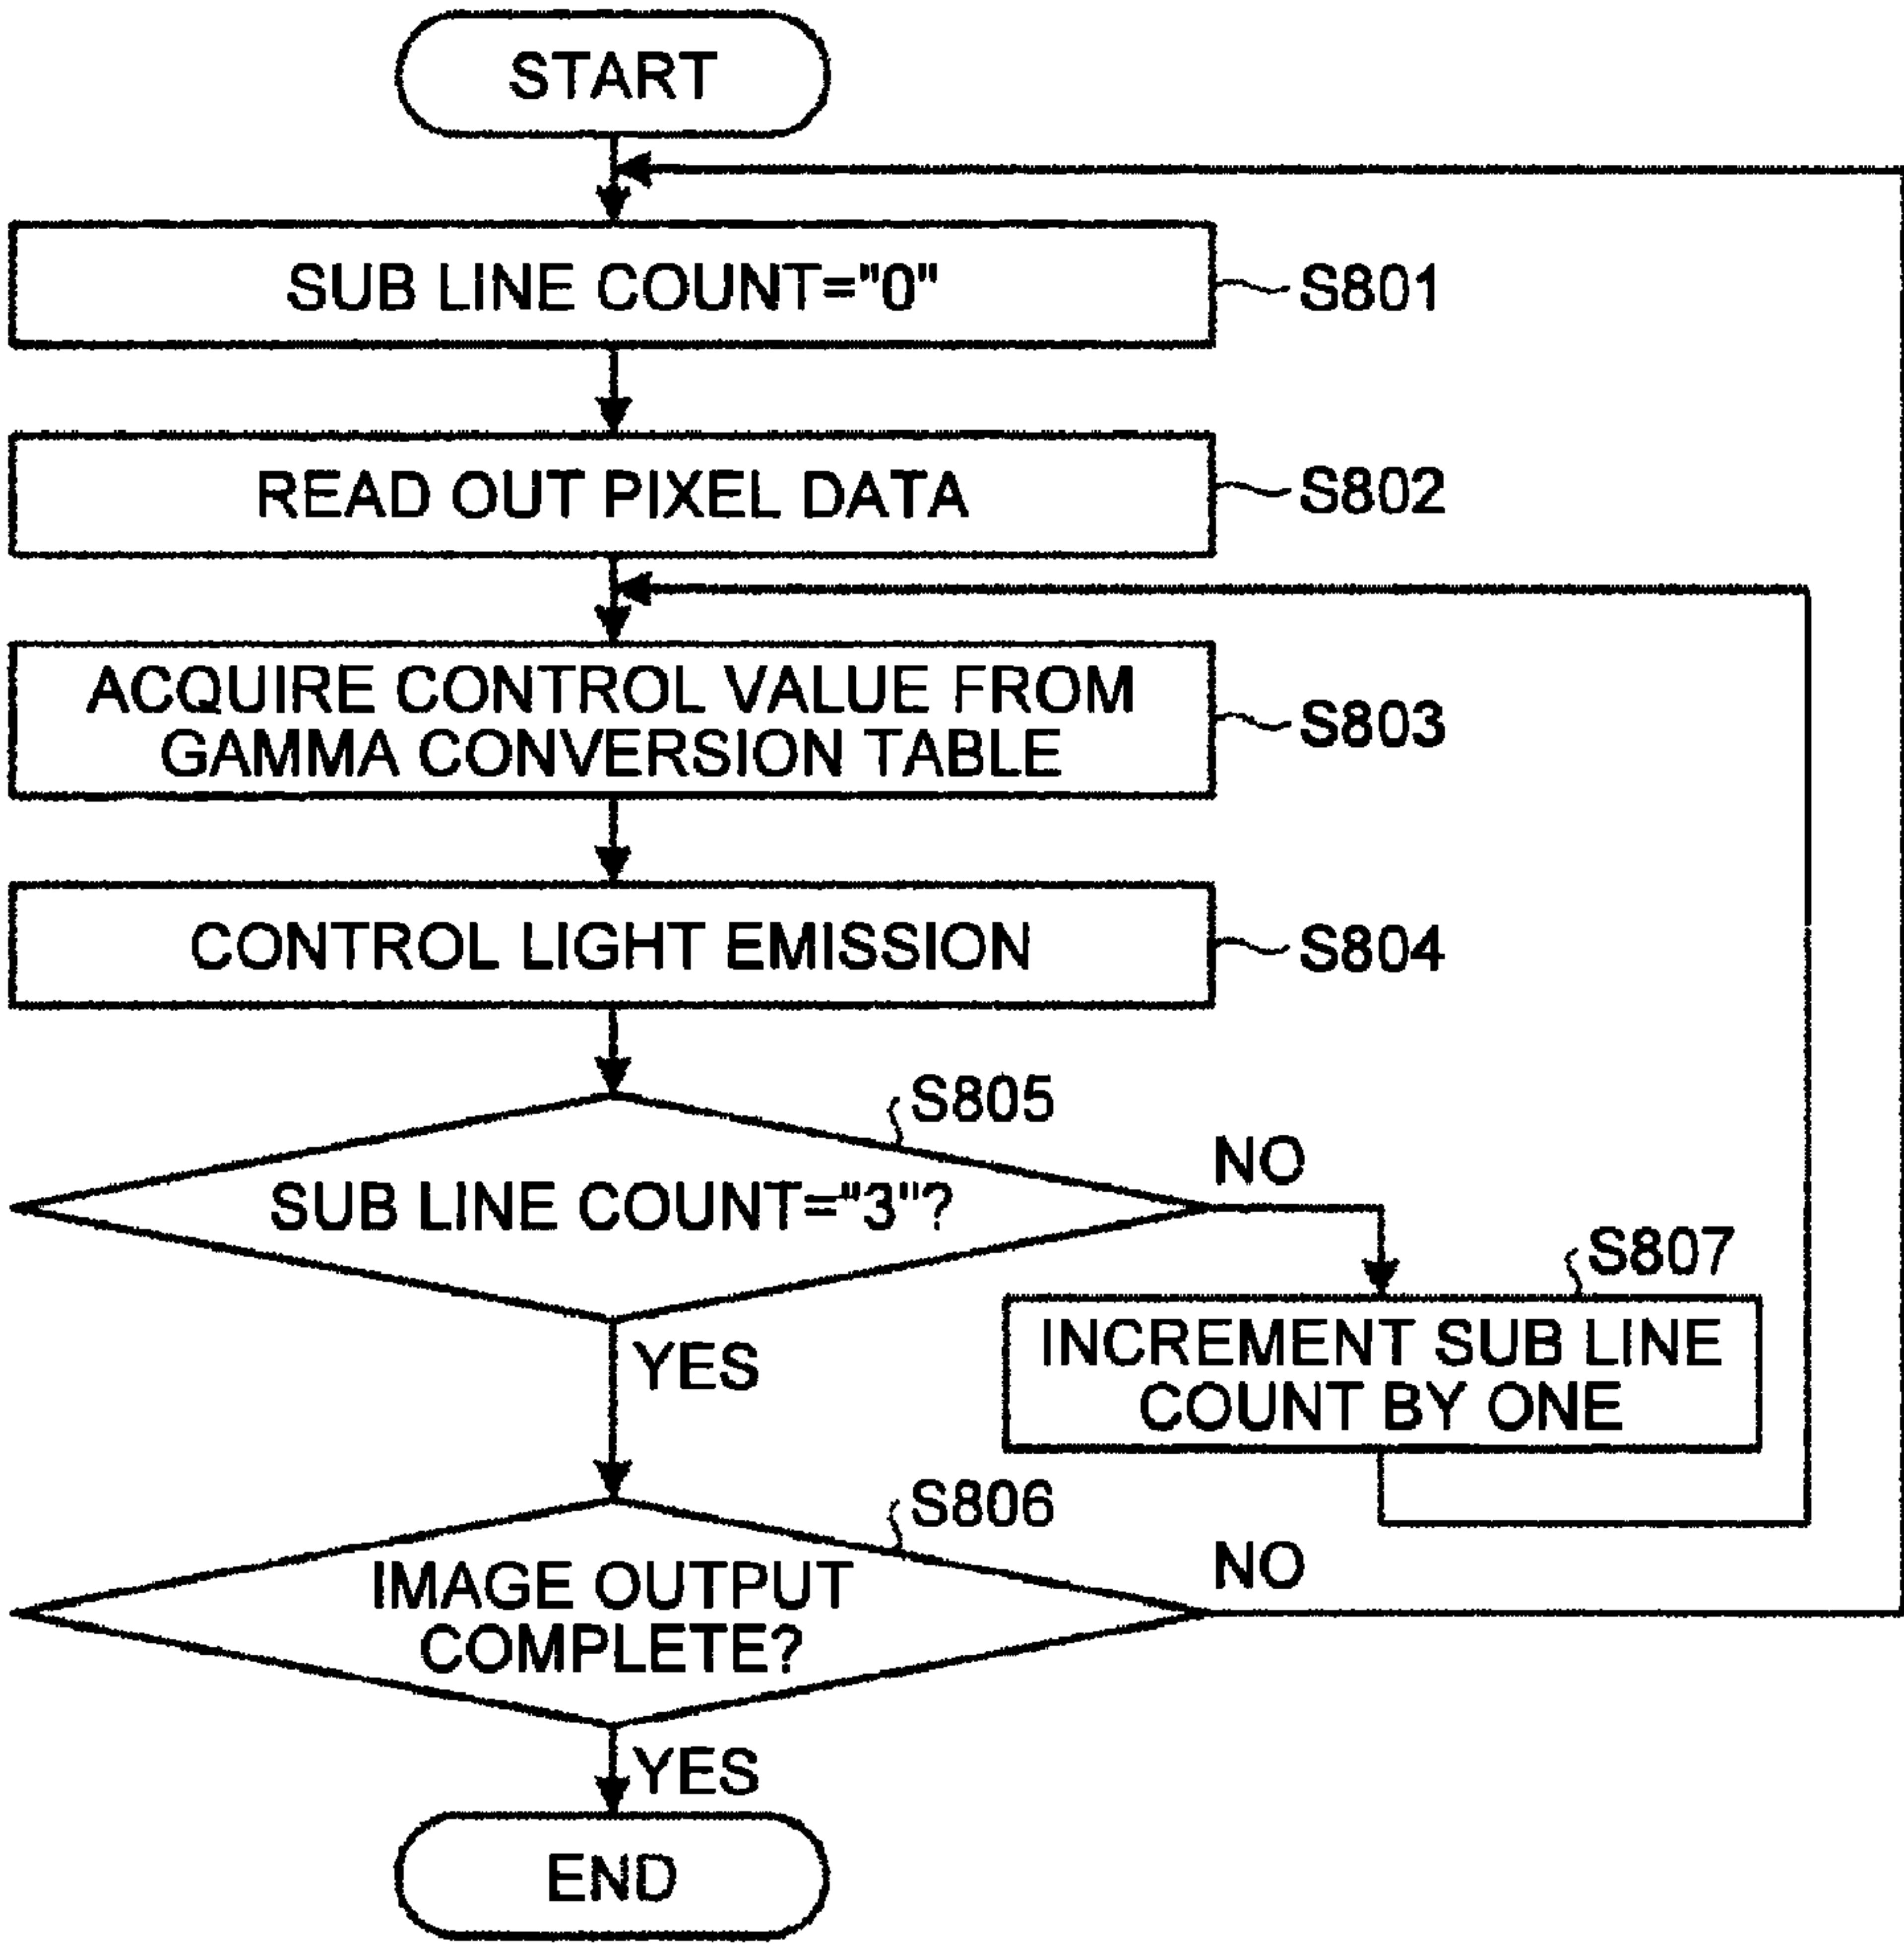 START
SUB LINE COUNT="0"
S801
READ OUT PIXEL DATA
S802
ACQUIRE CONTROL VALUE FROM
GAMMA CONVERSION TABLE
S803
CONTROL LIGHT EMISSION
S804
S805
SUB LINE COUNT="3"?
NO
YES
S807
INCREMENT SUB LINE
COUNT BY ONE
S806
IMAGE OUTPUT
COMPLETE?
NO
YES
END